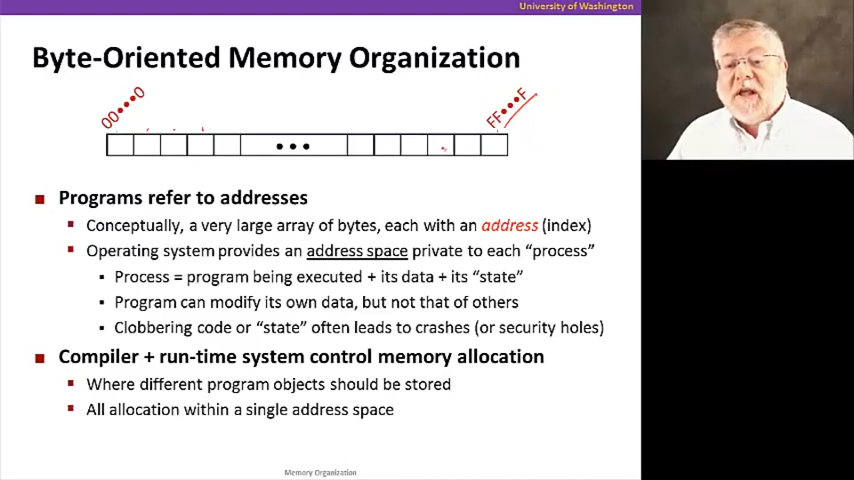 University of Washington
Byte-Oriented Memory Organization
00•••0
FF•••F
•••
■ Programs refer to addresses
▪ Conceptually, a very large array of bytes, each with an address (index)
▪ Operating system provides an address space private to each “process”
▪ Process = program being executed + its data + its “state”
▪ Program can modify its own data, but not that of others
▪ Clobbering code or “state” often leads to crashes (or security holes)
■ Compiler + run-time system control memory allocation
▪ Where different program objects should be stored
▪ All allocation within a single address space
Memory Organization